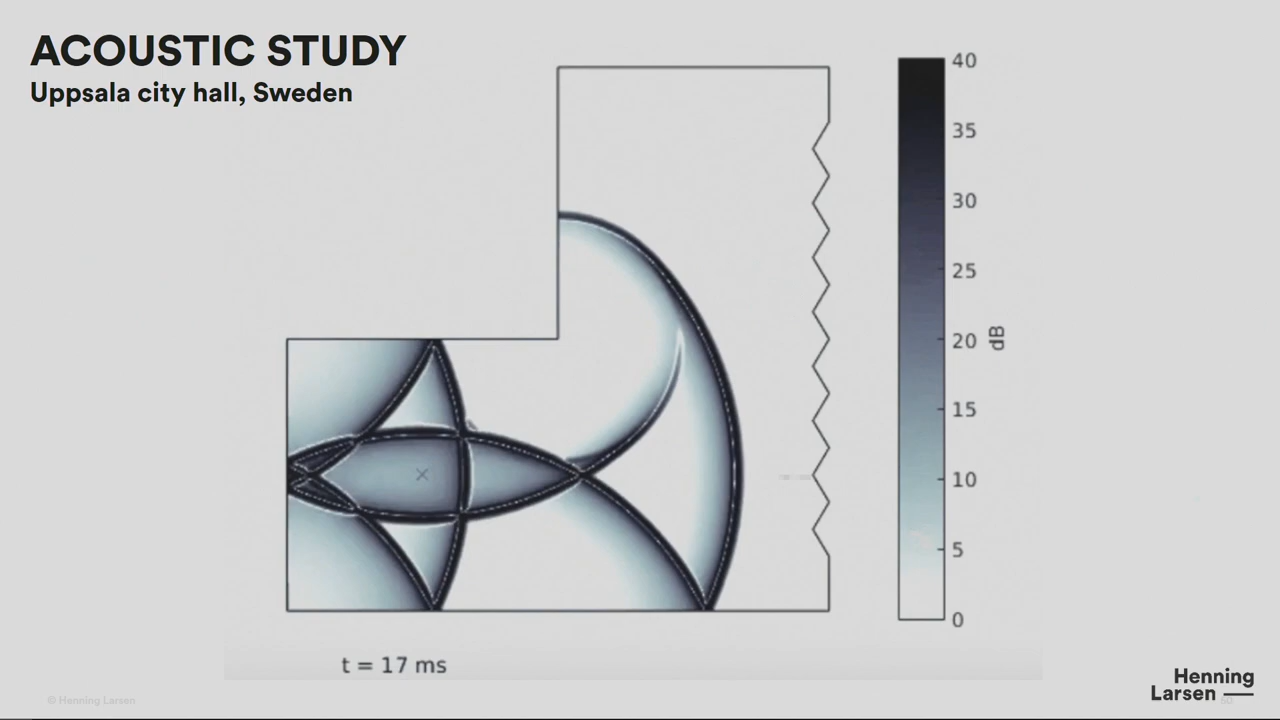 ACOUSTIC STUDY
Uppsala city hall, Sweden
40
35
30
25
20
15
10
5
0
dB
t = 17 ms
© Henning Larsen
Henning
Larsen